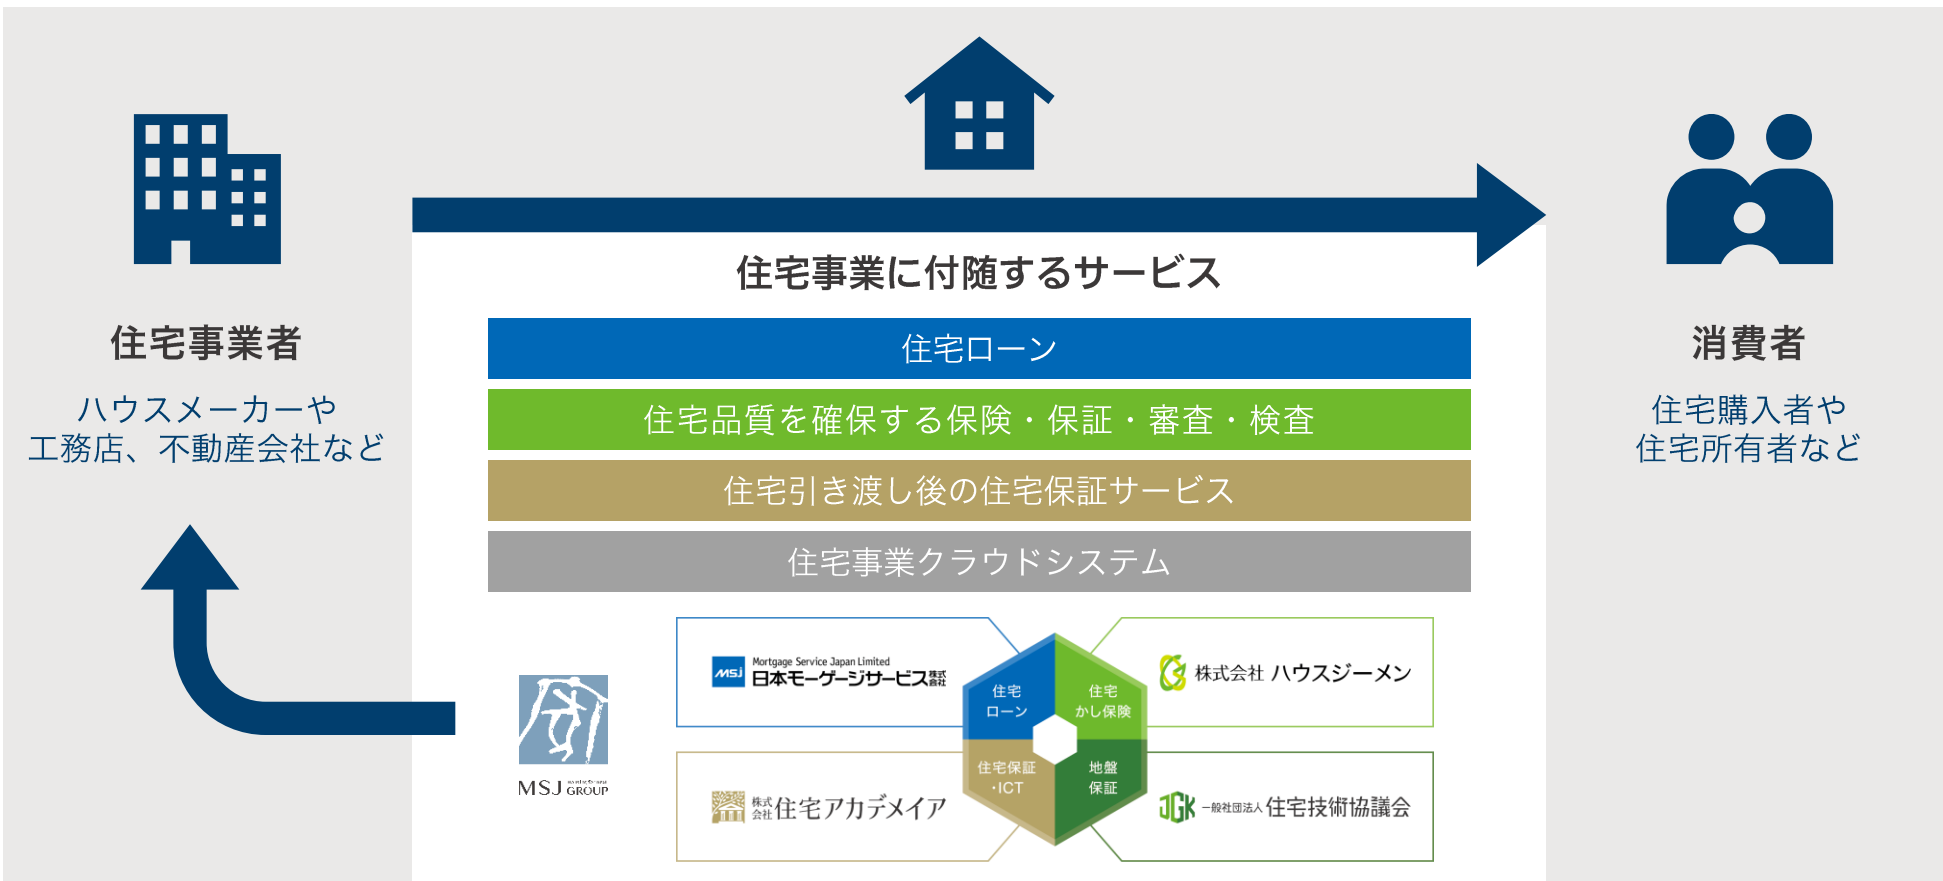 住宅事業者
ハウスメーカーや
工務店、不動産会社など
住宅事業に付随するサービス
住宅ローン
住宅品質を確保する保険・保証・審査・検査
住宅引き渡し後の住宅保証サービス
住宅事業クラウドシステム
消費者
住宅購入者や
住宅所有者など
MSJ GROUP
MSJ
Mortgage Service Japan Limited
日本モーゲージサービス株式会社
住宅
ローン
住宅
かし保険
株式会社 ハウスジーメン
株式会社 住宅アカデメイア
住宅保証
・ICT
地盤
保証
JGK 一般社団法人 住宅技術協議会